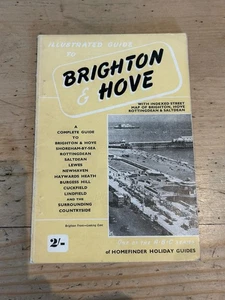 ILLUSTRATED GUIDE
TO
BRIGHTON
& HOVE
WITH INDEXED STREET
MAP OF BRIGHTON, HOVE
ROTTINGDEAN & SALTDEAN
A
COMPLETE GUIDE
TO
BRIGHTON & HOVE
SHOREHAM-BY-SEA
ROTTINGDEAN
SALTDEAN
LEWES
NEWHAVEN
HAYWARDS HEATH
BURGESS HILL
CUCKFIELD
LINDFIELD
AND THE
SURROUNDING
COUNTRYSIDE
2/-
of HOMEFINDER HOLIDAY GUIDES